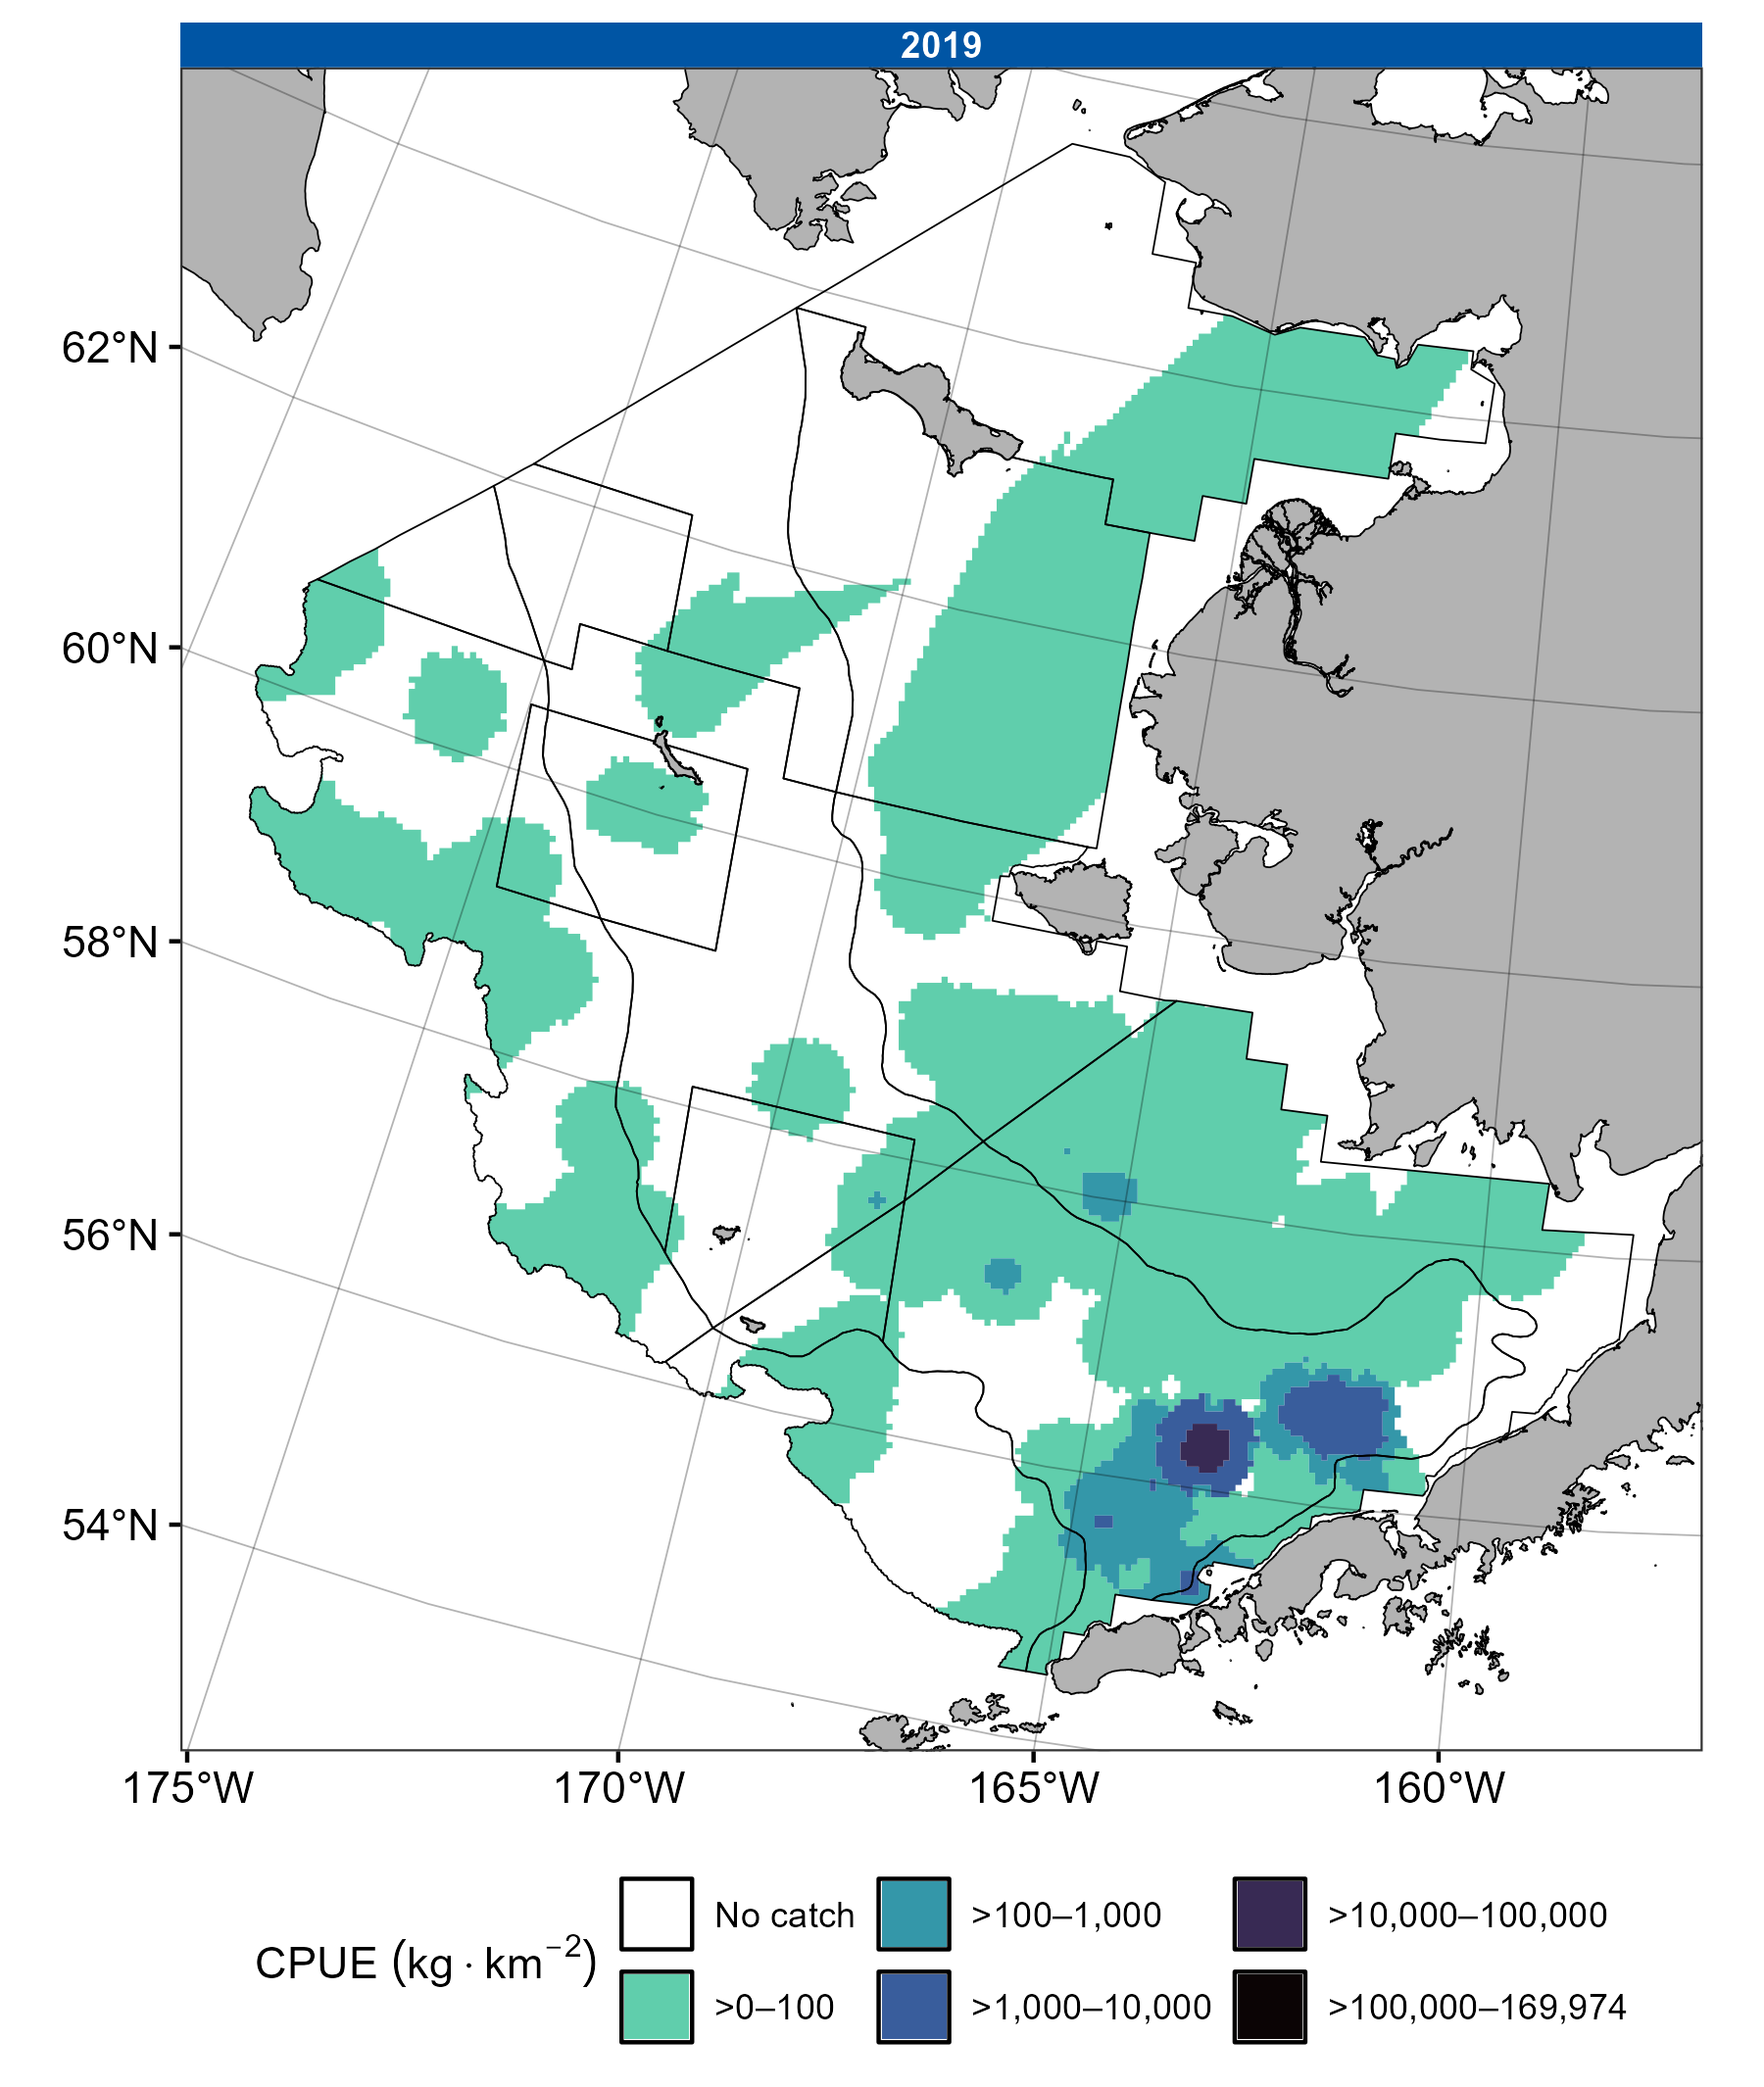 2019
62°N
60°N
58°N
56°N
54°N
175°W 170°W 165°W 160°W
CPUE (kg · km⁻²)
No catch
>0–100
>100–1,000
>1,000–10,000
>10,000–100,000
>100,000–169,974